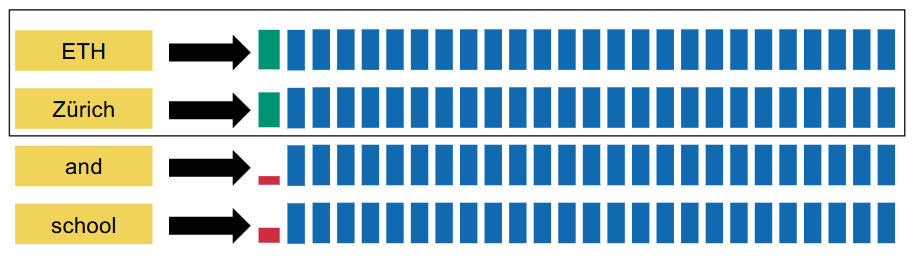 ETH
Zürich
and
school